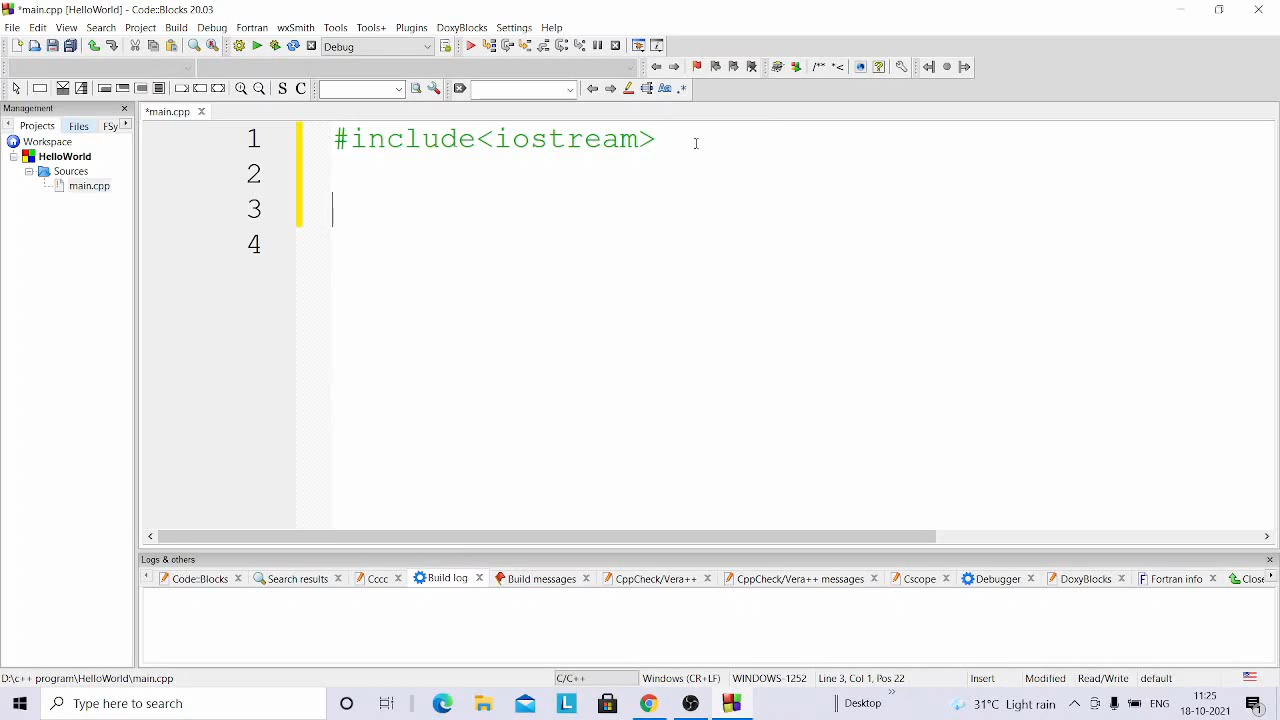 *main.cpp [HelloWorld] - Code::Blocks 20.03
File Edit View Search Project Build Debug Fortran wxSmith Tools Tools+ Plugins DoxyBlocks Settings Help
Debug
S C
/** *< 
Aa .*
Management
Projects Files FSy
*main.cpp
Workspace
HelloWorld
Sources
main.cpp
1 #include<iostream>
2
3
4
Logs & others
Code::Blocks Search results Cccc Build log Build messages CppCheck/Vera++ CppCheck/Vera++ messages Cscope Debugger DoxyBlocks Fortran info Close
D:\c++ program\HelloWorld\main.cpp C/C++ Windows (CR+LF) WINDOWS-1252 Line 3, Col 1, Pos 22 Insert Modified Read/Write default
Type here to search
Desktop
31°C Light rain
ENG
11:25
18-10-2021